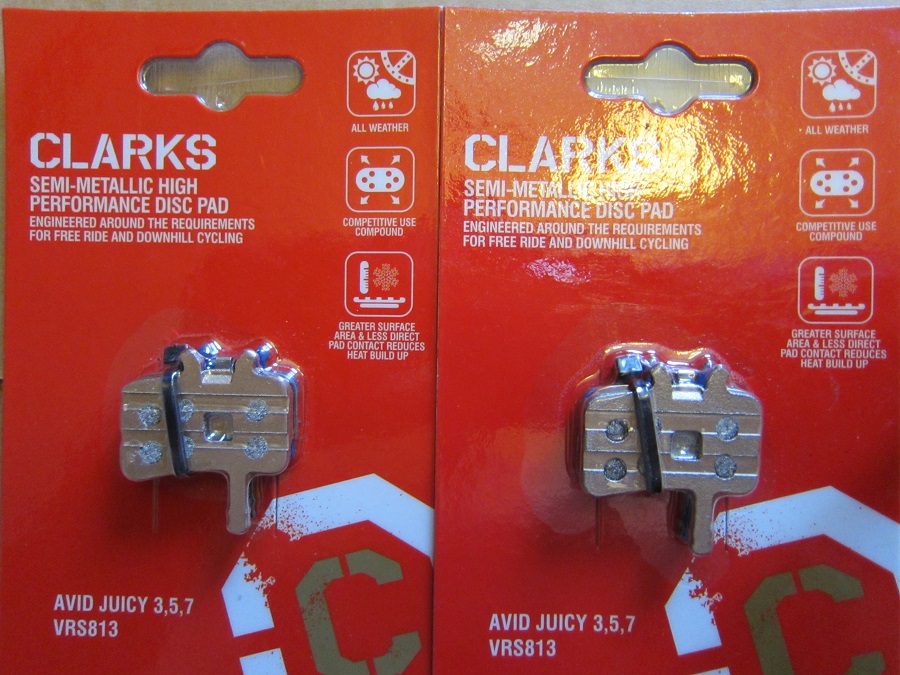 CLARKS
SEMI-METALLIC HIGH
PERFORMANCE DISC PAD
ENGINEERED AROUND THE REQUIREMENTS
FOR FREE RIDE AND DOWNHILL CYCLING
ALL WEATHER
COMPETITIVE USE
COMPOUND
GREATER SURFACE
AREA & LESS DIRECT
PAD CONTACT REDUCES
HEAT BUILD UP
AVID JUICY 3,5,7
VRS813
CLARKS
SEMI-METALLIC HIGH
PERFORMANCE DISC PAD
ENGINEERED AROUND THE REQUIREMENTS
FOR FREE RIDE AND DOWNHILL CYCLING
ALL WEATHER
COMPETITIVE USE
COMPOUND
GREATER SURFACE
AREA & LESS DIRECT
PAD CONTACT REDUCES
HEAT BUILD UP
AVID JUICY 3,5,7
VRS813